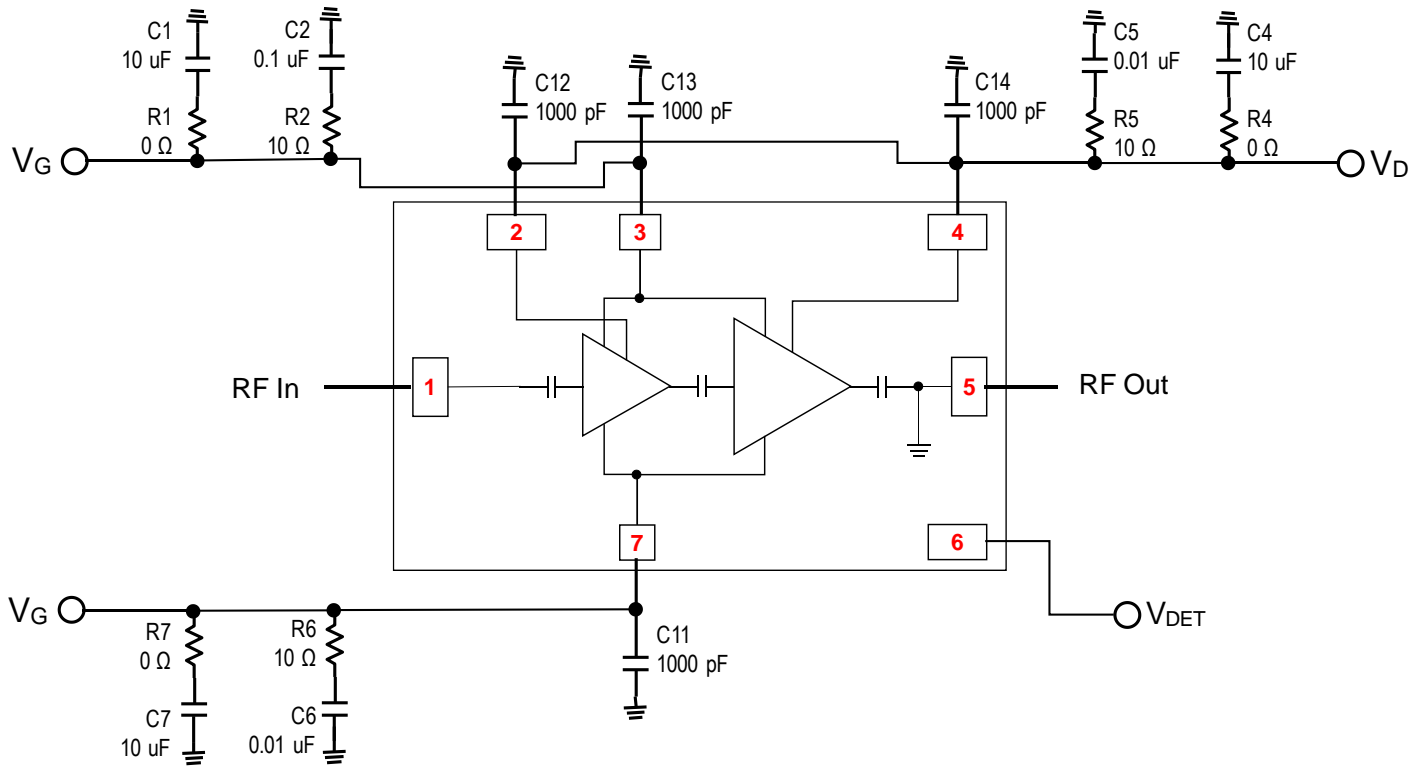 C1
10 uF
C2
0.1 uF
C12
1000 pF
C13
1000 pF
C14
1000 pF
C5
0.01 uF
C4
10 uF
R1
0 Ω
R2
10 Ω
R5
10 Ω
R4
0 Ω
VG
VD
2
3
4
RF In
1
5
RF Out
7
6
VG
VDET
R7
0 Ω
R6
10 Ω
C11
1000 pF
C7
10 uF
C6
0.01 uF